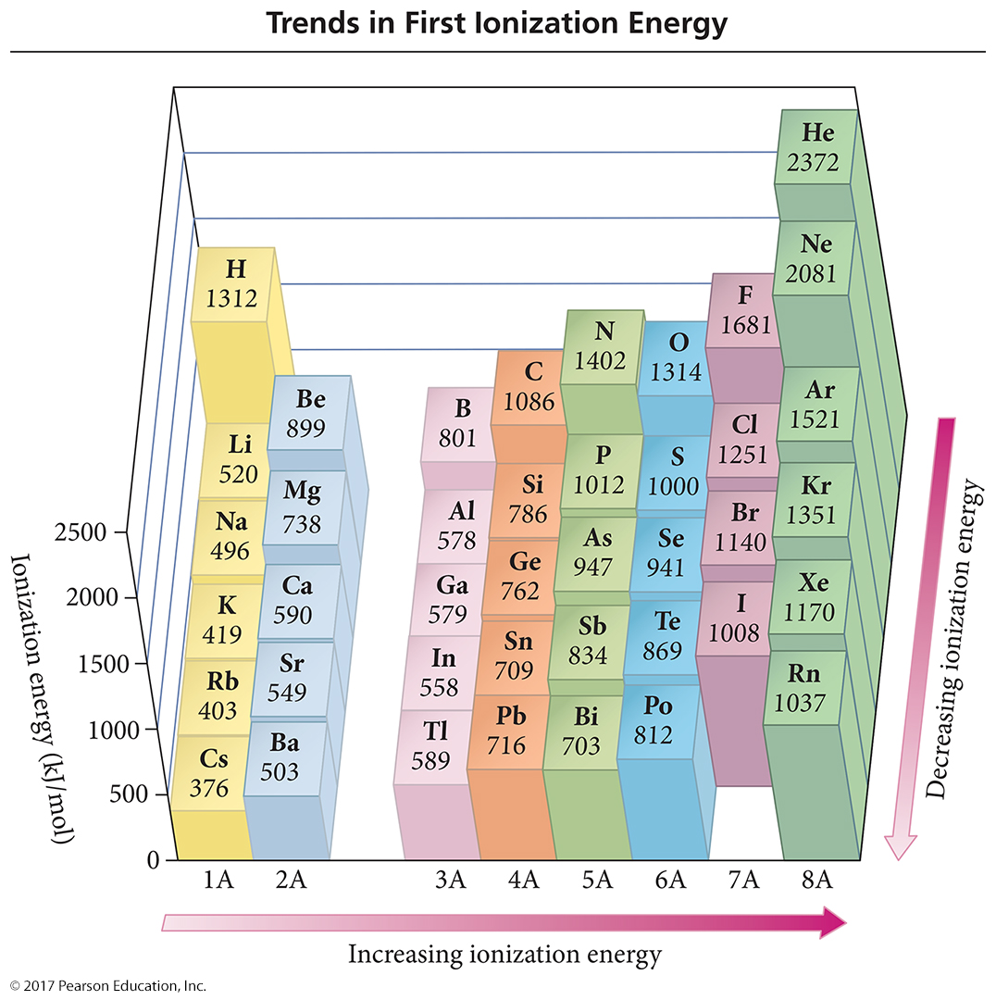 Trends in First Ionization Energy
He
2372
Ne
2081
H
1312
F
1681
N
1402
O
1314
C
1086
Be
899
B
801
Ar
1521
Cl
1251
Li
520
P
1012
S
1000
Mg
738
Si
786
Kr
1351
Al
578
Br
1140
Na
496
As
947
Se
941
Ge
762
Ca
590
Ga
579
Xe
1170
K
419
I
1008
Sb
834
Te
869
Sn
709
Sr
549
In
558
Rn
1037
Rb
403
Po
812
Bi
703
Pb
716
Tl
589
Ba
503
Cs
376
2500
2000
1500
1000
500
0
Ionization energy (kJ/mol)
Decreasing ionization energy
1A 2A 3A 4A 5A 6A 7A 8A
Increasing ionization energy
© 2017 Pearson Education, Inc.